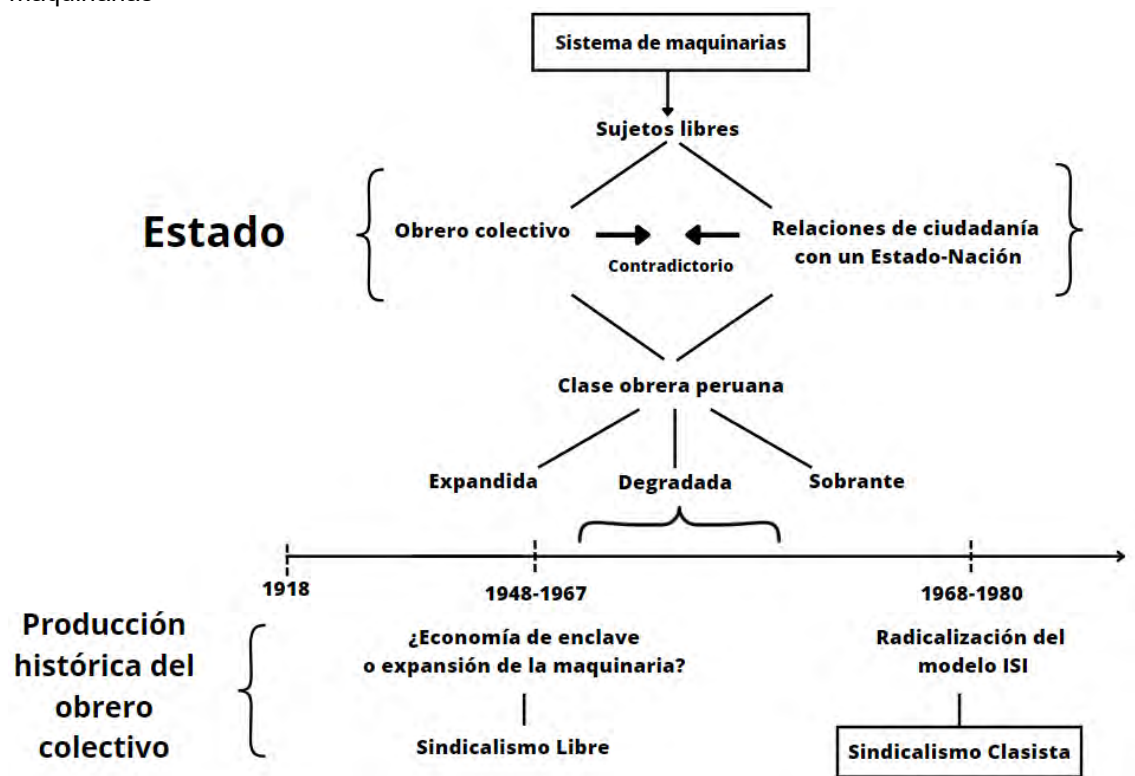 maquinarias
Sistema de maquinarias
Sujetos libres
Estado
Obrero colectivo
Contradictorio
Relaciones de ciudadanía
con un Estado-Nación
Clase obrera peruana
Expandida
Degradada
Sobrante
1918
1948-1967
1968-1980
Producción
histórica del
obrero
colectivo
¿Economía de enclave
o expansión de la maquinaria?
Radicalización del
modelo ISI
Sindicalismo Libre
Sindicalismo Clasista